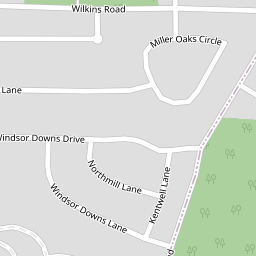 Wilkins Road
Miller Oaks Circle
Lane
Windsor Downs Drive
Northmill Lane
Kentwell Lane
Windsor Downs Lane